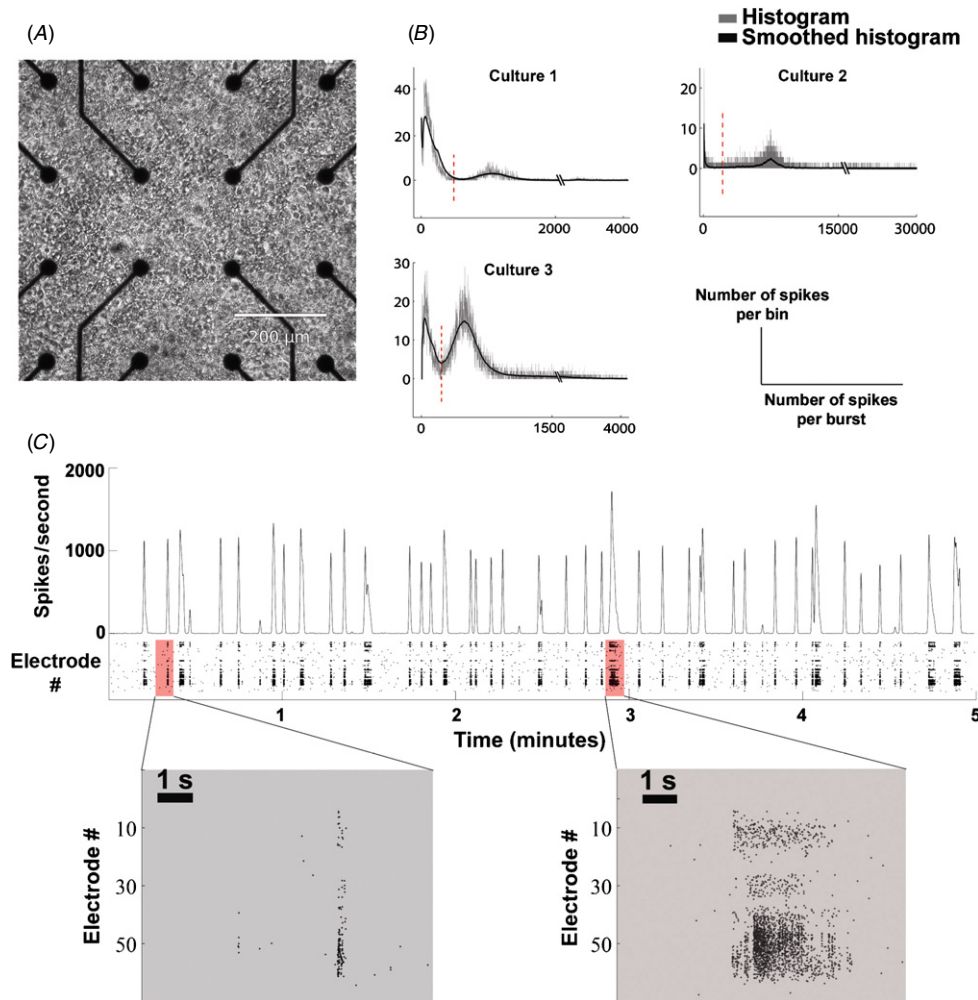 (A)
(B)
Histogram
Smoothed histogram
200 µm
Culture 1
40
20
0
0
2000
4000
Culture 2
20
10
0
0
15000
30000
Culture 3
30
20
10
0
0
1500
4000
Number of spikes
per bin
Number of spikes
per burst
(C)
Spikes/second
2000
1000
0
Electrode
#
1
2
3
4
5
Time (minutes)
1 s
Electrode #
10
30
50
1 s
Electrode #
10
30
50